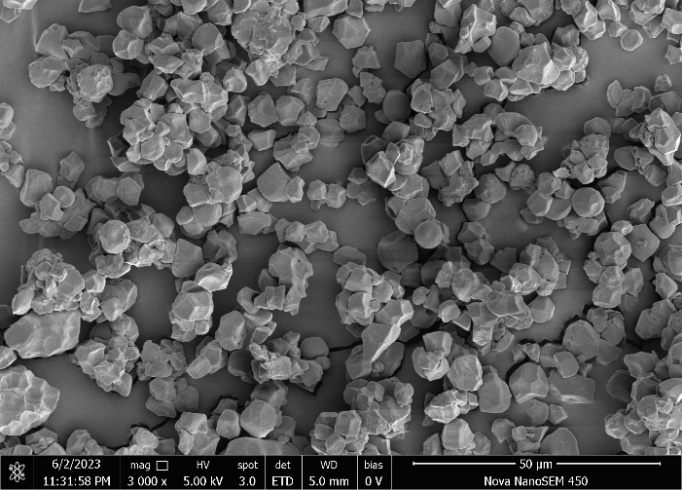 6/2/2023 mag HV spot det WD bias 50 µm
11:31:58 PM 3 000 x 5.00 kV 3.0 ETD 5.0 mm 0 V Nova NanoSEM 450